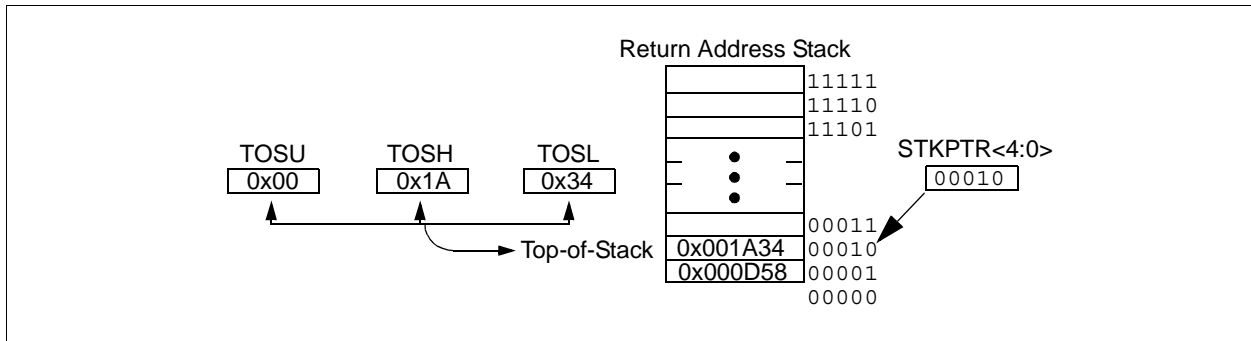 Return Address Stack
11111
11110
11101
TOSU TOSH TOSL
0x00 0x1A 0x34
STKPTR<4:0>
00010
00011
Top-of-Stack 0x001A34 00010
0x000D58 00001
00000